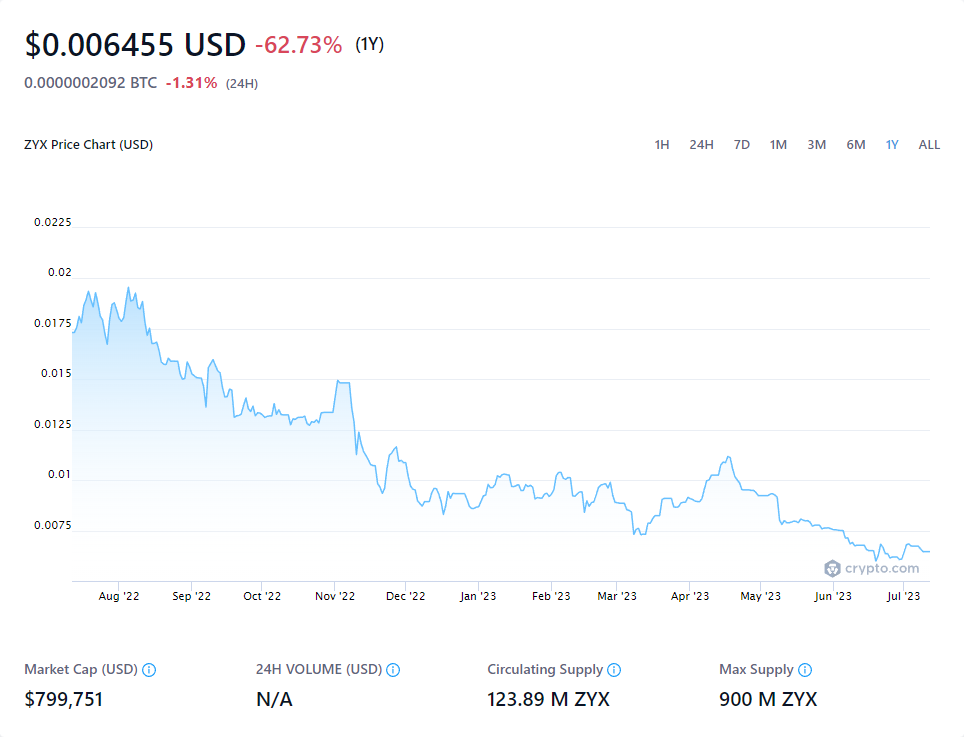 $0.006455 USD -62.73% (1Y)
0.0000002092 BTC -1.31% (24H)
ZYX Price Chart (USD) 1H 24H 7D 1M 3M 6M 1Y ALL
0.0225
0.02
0.0175
0.015
0.0125
0.01
0.0075
crypto.com
Aug '22 Sep '22 Oct '22 Nov '22 Dec '22 Jan '23 Feb '23 Mar '23 Apr '23 May '23 Jun '23 Jul '23
Market Cap (USD) 24H VOLUME (USD) Circulating Supply Max Supply
$799,751 N/A 123.89 M ZYX 900 M ZYX